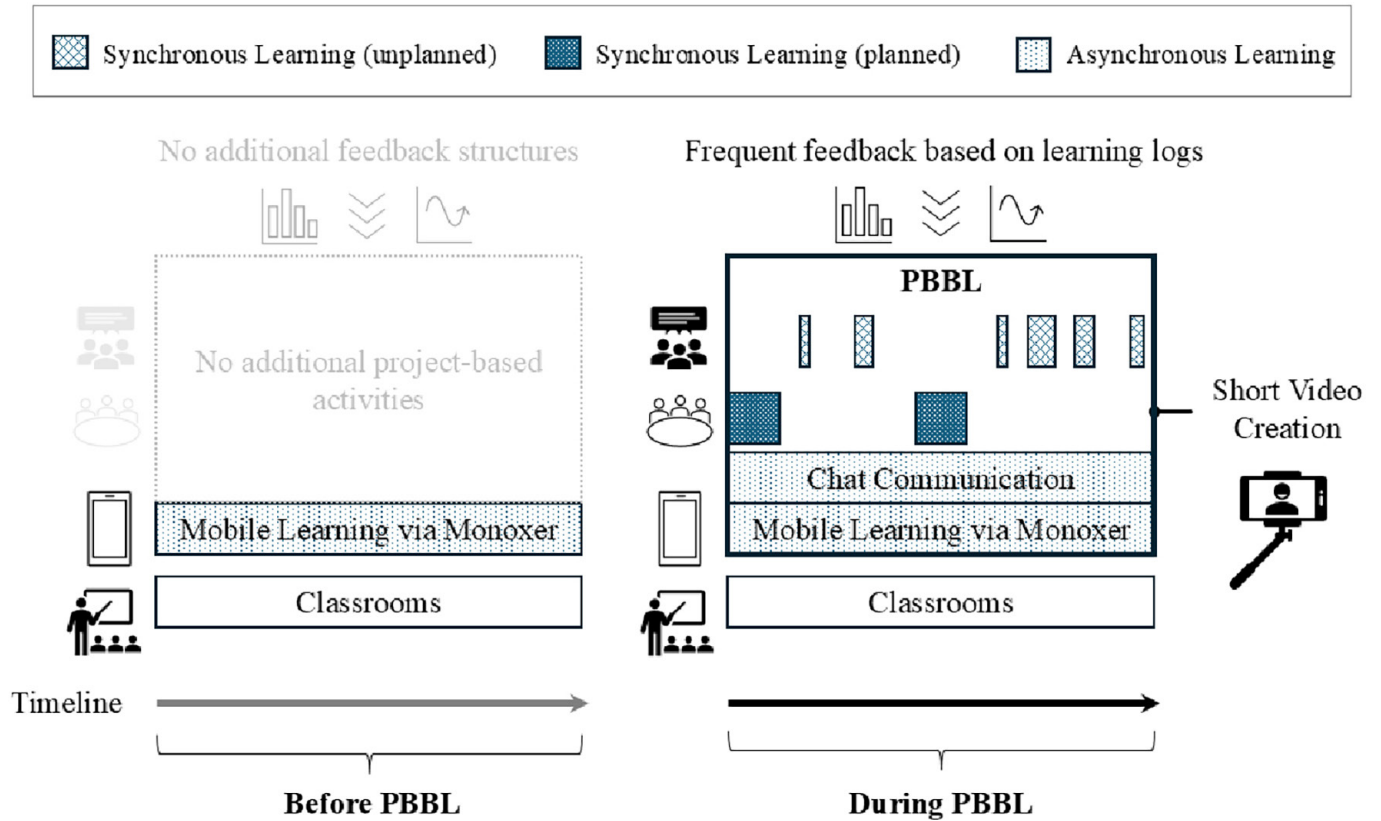 Synchronous Learning (unplanned)
Synchronous Learning (planned)
Asynchronous Learning
No additional feedback structures
No additional project-based
activities
Mobile Learning via Monoxer
Classrooms
Frequent feedback based on learning logs
PBBL
Chat Communication
Mobile Learning via Monoxer
Classrooms
Short Video
Creation
Timeline
Before PBBL
During PBBL